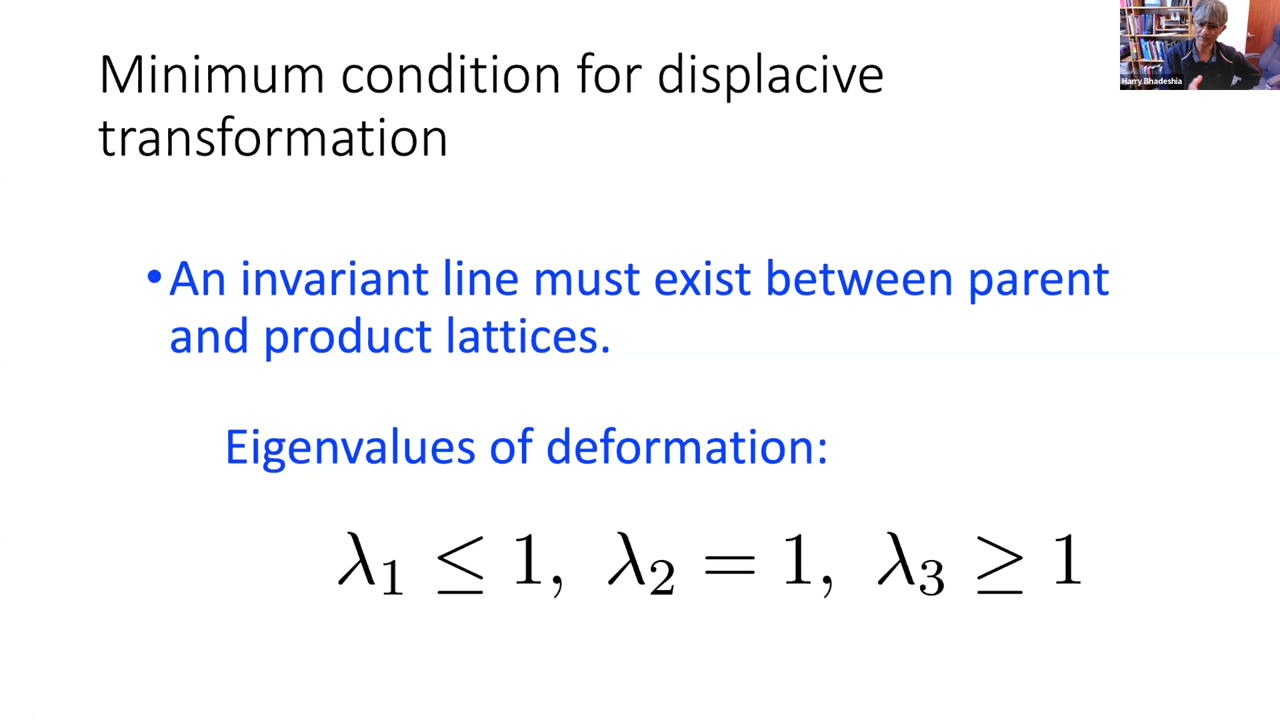 Minimum condition for displacive
transformation
Harry Bhadeshia
•An invariant line must exist between parent
and product lattices.
Eigenvalues of deformation:
λ₁ ≤ 1, λ₂ = 1, λ₃ ≥ 1